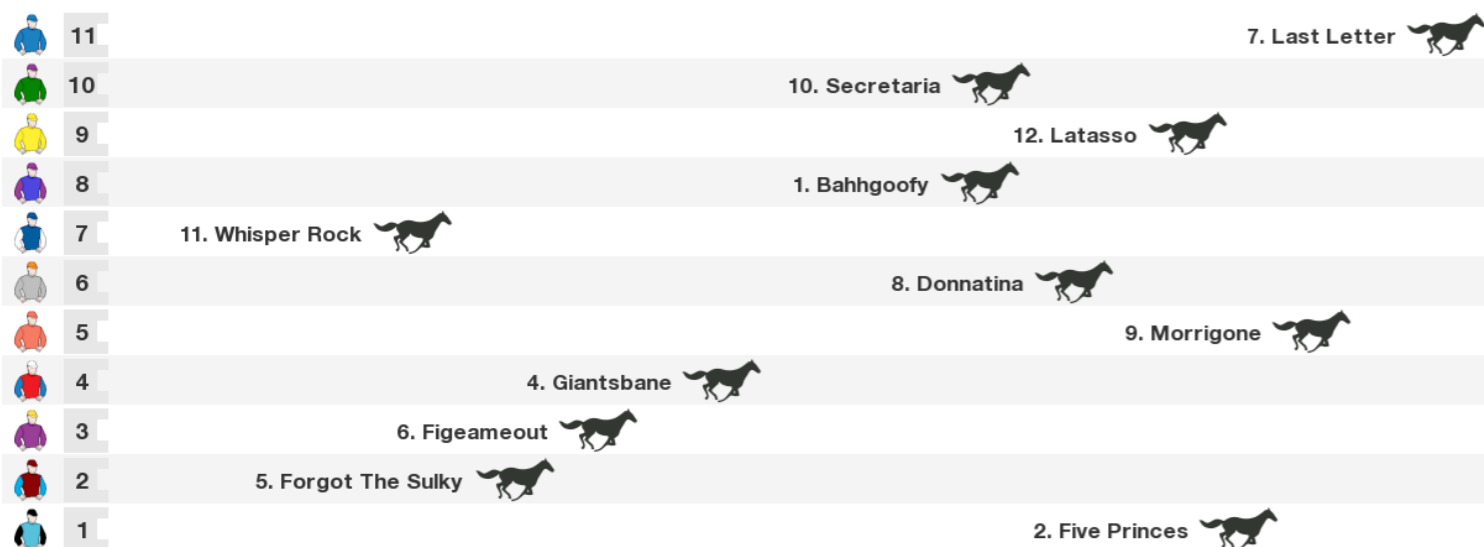 11 7. Last Letter
10 10. Secretaria
9 12. Latasso
8 1. Bahhgoofy
7 11. Whisper Rock
6 8. Donnatina
5 9. Morrigone
4 4. Giantsbane
3 6. Figeameout
2 5. Forgot The Sulky
1 2. Five Princes